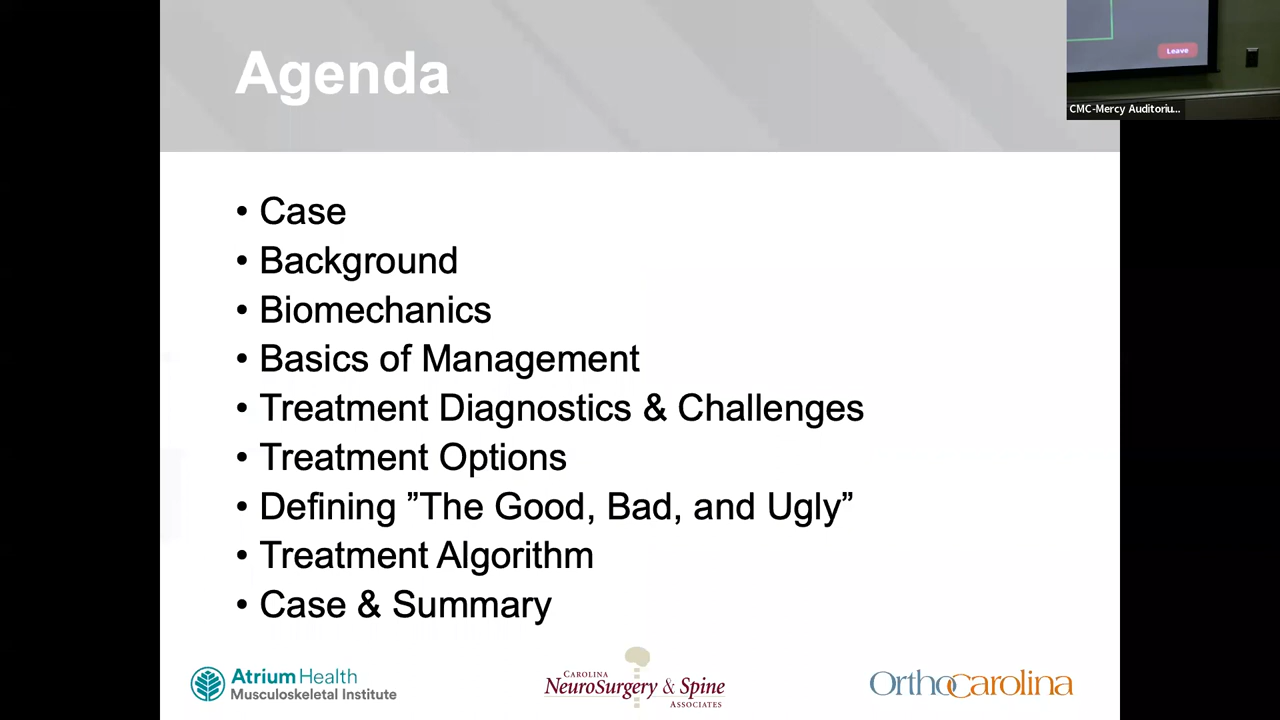 Agenda
Leave
CMC-Mercy Auditoriu...
• Case
• Background
• Biomechanics
• Basics of Management
• Treatment Diagnostics & Challenges
• Treatment Options
• Defining ”The Good, Bad, and Ugly”
• Treatment Algorithm
• Case & Summary
Atrium Health
Musculoskeletal Institute
CAROLINA
NEUROSURGERY & SPINE
ASSOCIATES
OrthoCarolina